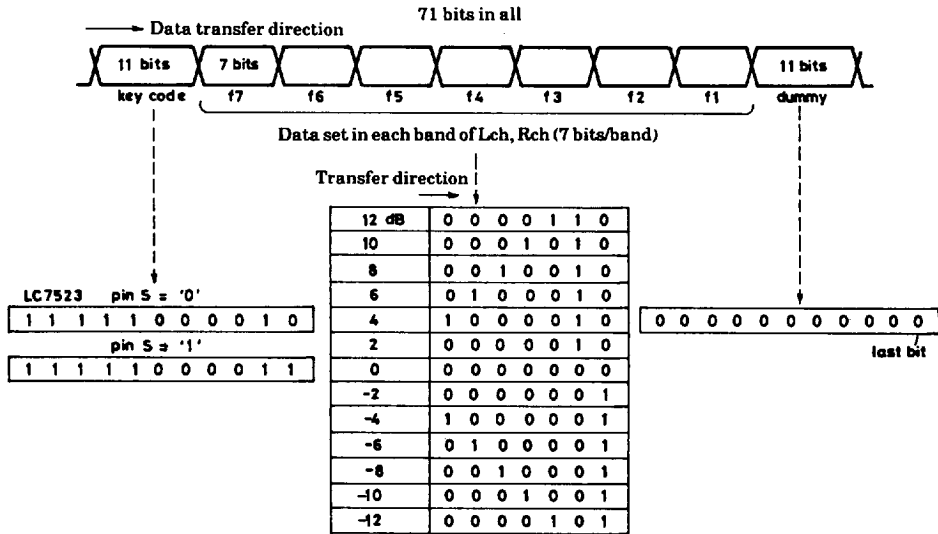 71 bits in all
Data transfer direction
11 bits 7 bits 11 bits
key code f7 f6 f5 f4 f3 f2 f1 dummy
Data set in each band of Lch, Rch (7 bits/band)
Transfer direction
12 dB 0 0 0 0 1 1 0
10 0 0 0 1 0 1 0
8 0 0 1 0 0 1 0
6 0 1 0 0 0 1 0
4 1 0 0 0 0 1 0
2 0 0 0 0 0 1 0
0 0 0 0 0 0 0 0
-2 0 0 0 0 0 0 1
-4 1 0 0 0 0 0 1
-6 0 1 0 0 0 0 1
-8 0 0 1 0 0 0 1
-10 0 0 0 1 0 0 1
-12 0 0 0 0 1 0 1
LC7523 pin S = '0'
1 1 1 1 1 0 0 0 0 1 0
pin S = '1'
1 1 1 1 1 0 0 0 0 1 1
0 0 0 0 0 0 0 0 0 0 0 0
last bit